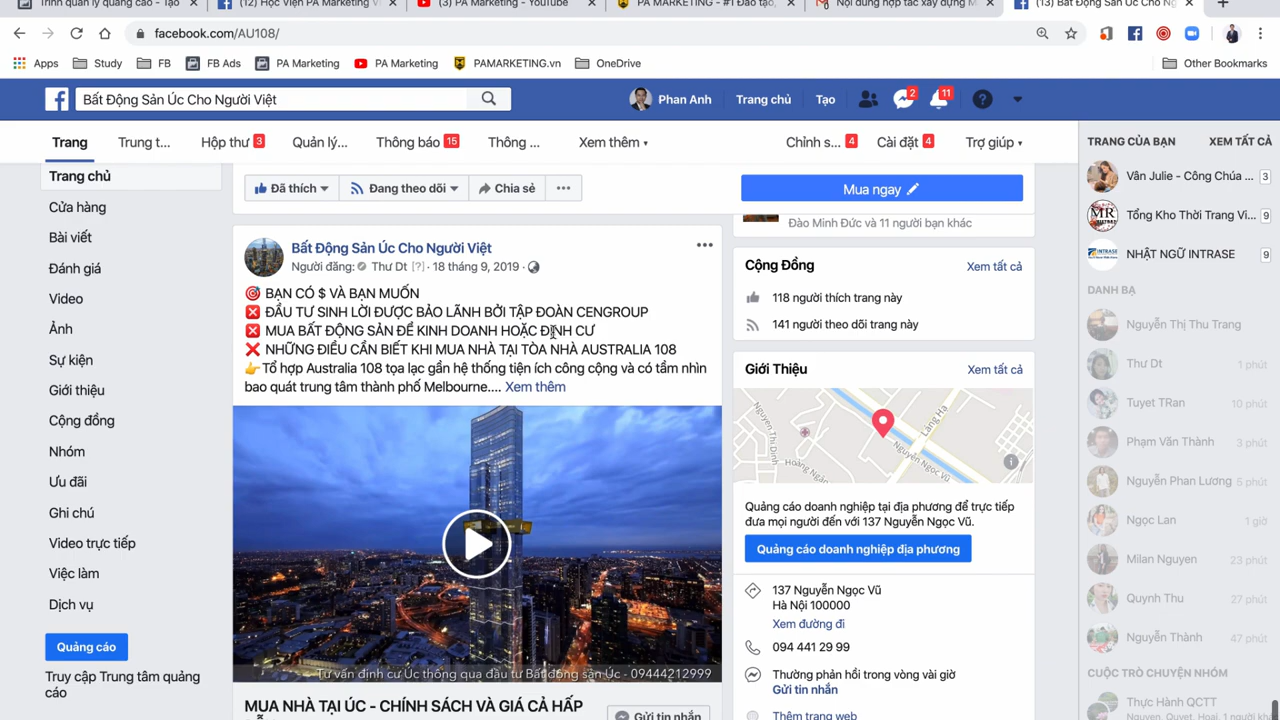 Trình quản lý quảng cáo - Tạo
(12) Học Viện PA Marketing V
(3) PA Marketing - YouTube
PA MARKETING - #1 Đào tạo,
Nội dung hợp tác xây dựng M
(13) Bất Động Sản Úc Cho Ng
facebook.com/AU108/
Apps
Study
FB
FB Ads
PA Marketing
PA Marketing
PAMARKETING.vn
OneDrive
Other Bookmarks
Bất Động Sản Úc Cho Người Việt
Phan Anh
Trang chủ
Tạo
2
11
Trang
Trung t...
Hộp thư 3
Quản lý...
Thông báo 15
Thông ...
Xem thêm
Chỉnh s... 4
Cài đặt 4
Trợ giúp
Trang chủ
Cửa hàng
Bài viết
Đánh giá
Video
Ảnh
Sự kiện
Giới thiệu
Cộng đồng
Nhóm
Ưu đãi
Ghi chú
Video trực tiếp
Việc làm
Dịch vụ
Quảng cáo
Truy cập Trung tâm quảng
cáo
Đã thích
Đang theo dõi
Chia sẻ
Mua ngay
Bất Động Sản Úc Cho Người Việt
Người đăng: Thư Dt [?] · 18 tháng 9, 2019 ·
BẠN CÓ $ VÀ BẠN MUỐN
ĐẦU TƯ SINH LỜI ĐƯỢC BẢO LÃNH BỞI TẬP ĐOÀN CENGROUP
MUA BẤT ĐỘNG SẢN ĐỂ KINH DOANH HOẶC ĐỊNH CƯ
NHỮNG ĐIỀU CẦN BIẾT KHI MUA NHÀ TẠI TÒA NHÀ AUSTRALIA 108
Tổ hợp Australia 108 tọa lạc gần hệ thống tiện ích công cộng và có tầm nhìn
bao quát trung tâm thành phố Melbourne.... Xem thêm
Tư vấn định cư Úc thông qua đầu tư Bất động sản Úc - 09444212999
MUA NHÀ TẠI ÚC - CHÍNH SÁCH VÀ GIÁ CẢ HẤP
Gửi tin nhắn
Đào Minh Đức và 11 người bạn khác
Cộng Đồng
Xem tất cả
118 người thích trang này
141 người theo dõi trang này
Giới Thiệu
Xem tất cả
Nguyễn Thị Định
Láng Hạ
Hoàng Ngân
Nguyễn Ngọc Vũ
Quảng cáo doanh nghiệp tại địa phương để trực tiếp
đưa mọi người đến với 137 Nguyễn Ngọc Vũ.
Quảng cáo doanh nghiệp địa phương
137 Nguyễn Ngọc Vũ
Hà Nội 100000
Xem đường đi
094 441 29 99
Thường phản hồi trong vòng vài giờ
Gửi tin nhắn
Thêm trang web
TRANG CỦA BẠN
XEM TẤT CẢ
Vân Julie - Công Chúa ... 3
Tổng Kho Thời Trang Vi... 9
NHẬT NGỮ INTRASE 9
DANH BẠ
Nguyễn Thị Thu Trang
Thư Dt 1 phút
Tuyet TRan 10 phút
Phạm Văn Thành 3 phút
Nguyễn Phan Lương 5 phút
Ngọc Lan 1 giờ
Milan Nguyen 23 phút
Quynh Thu 27 phút
Nguyễn Thành 47 phút
CUỘC TRÒ CHUYỆN NHÓM
Thực Hành QCTT
Nguyen, Quyet, Hoai, 1 người khá